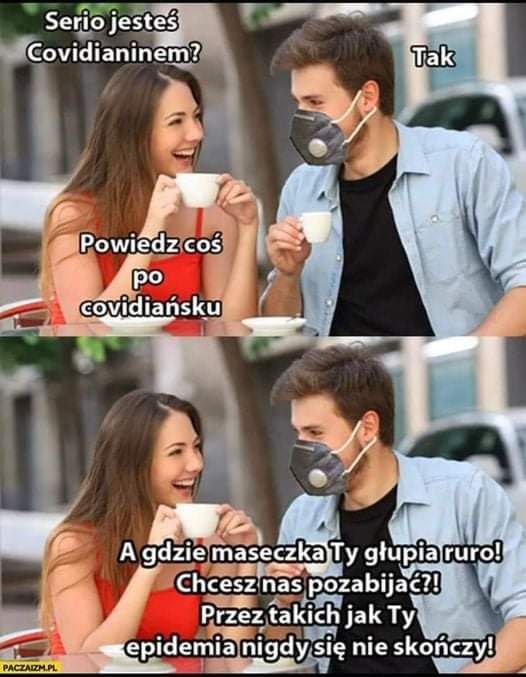 Serio jesteś
Covidianinem?
Tak
Powiedz coś
po
covidiańsku
A gdzie maseczka Ty głupia ruro!
Chcesz nas pozabijać?!
Przez takich jak Ty
epidemia nigdy się nie skończy!
PACZAIZM.PL